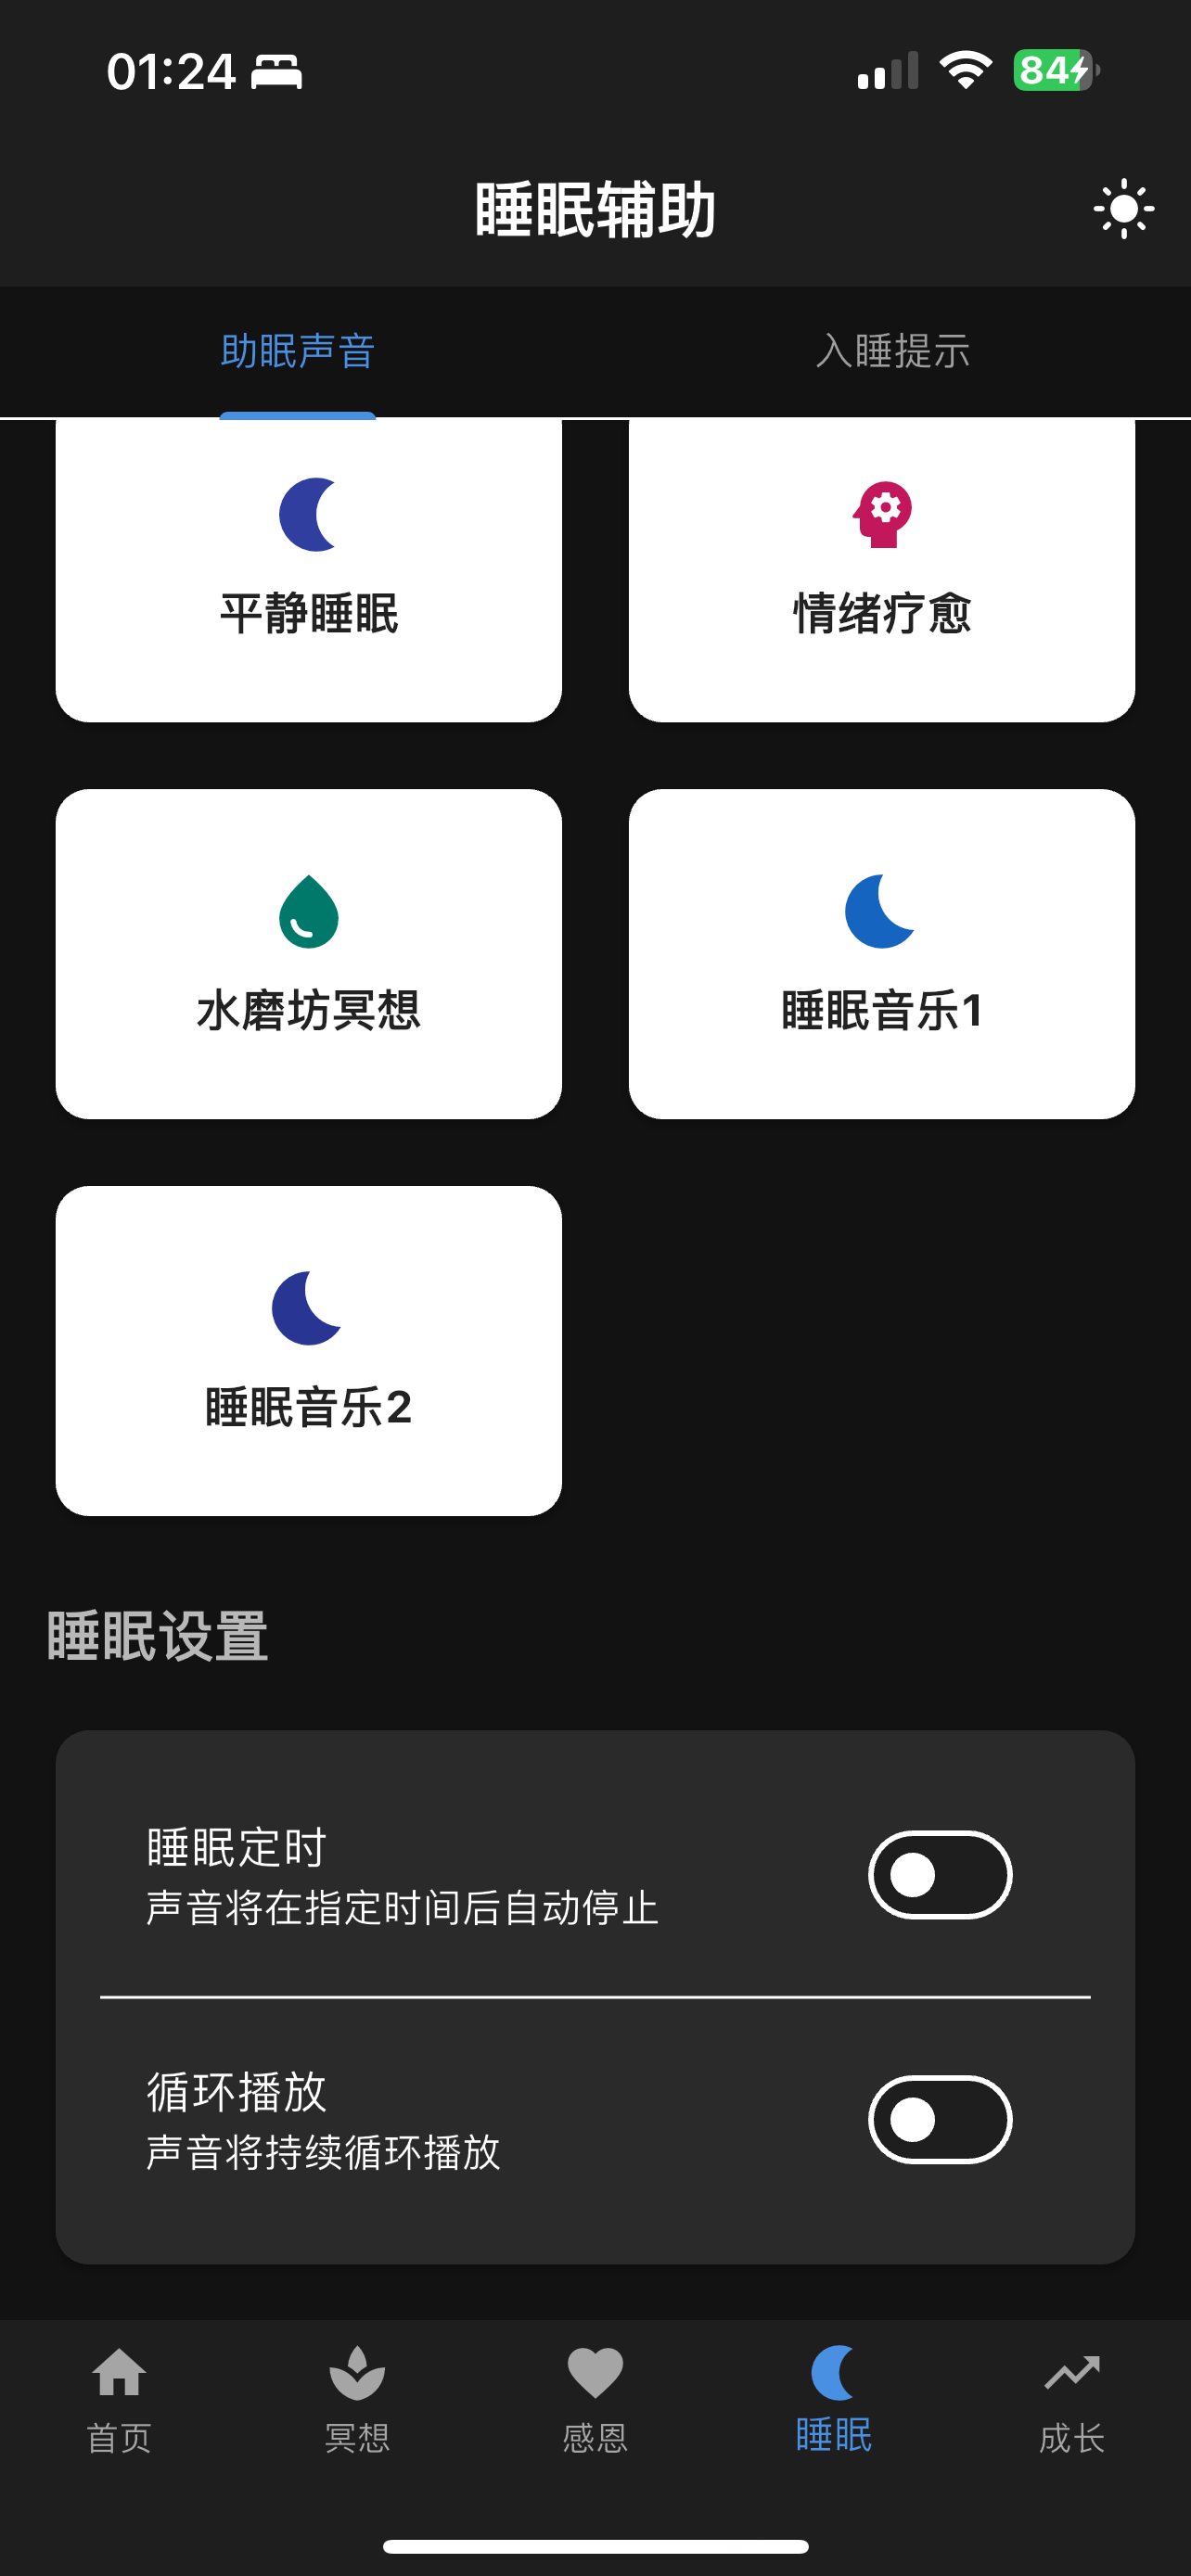 01:24
84
睡眠辅助
助眠声音
入睡提示
平静睡眠
情绪疗愈
水磨坊冥想
睡眠音乐1
睡眠音乐2
睡眠设置
睡眠定时
声音将在指定时间后自动停止
循环播放
声音将持续循环播放
首页
冥想
感恩
睡眠
成长